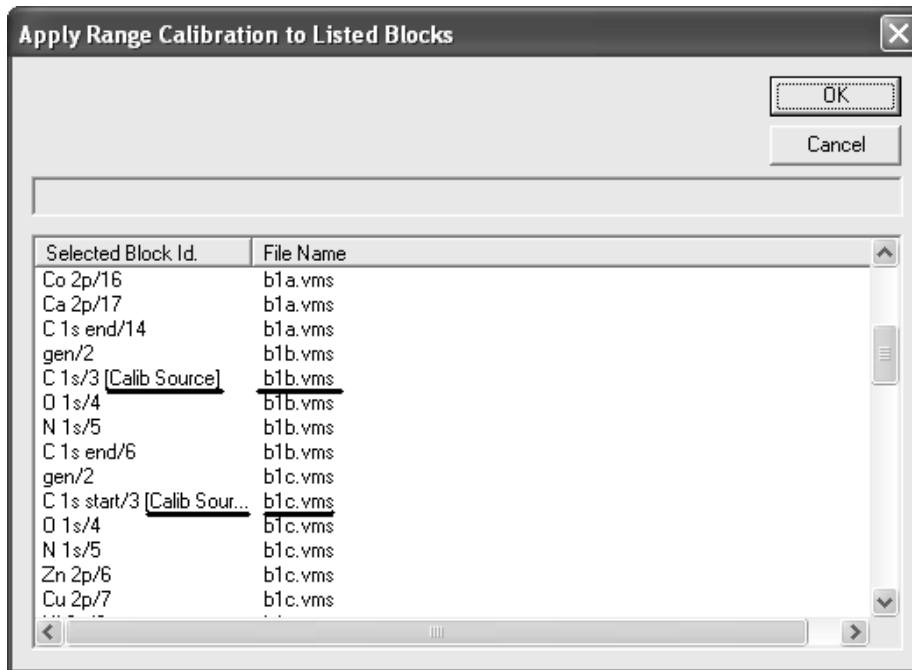 Apply Range Calibration to Listed Blocks
OK
Cancel
Selected Block Id. File Name
Co 2p/16 b1a.vms
Ca 2p/17 b1a.vms
C 1s end/14 b1a.vms
gen/2 b1b.vms
C 1s/3 [Calib Source] b1b.vms
O 1s/4 b1b.vms
N 1s/5 b1b.vms
C 1s end/6 b1b.vms
gen/2 b1c.vms
C 1s start/3 [Calib Sour... b1c.vms
O 1s/4 b1c.vms
N 1s/5 b1c.vms
Zn 2p/6 b1c.vms
Cu 2p/7 b1c.vms